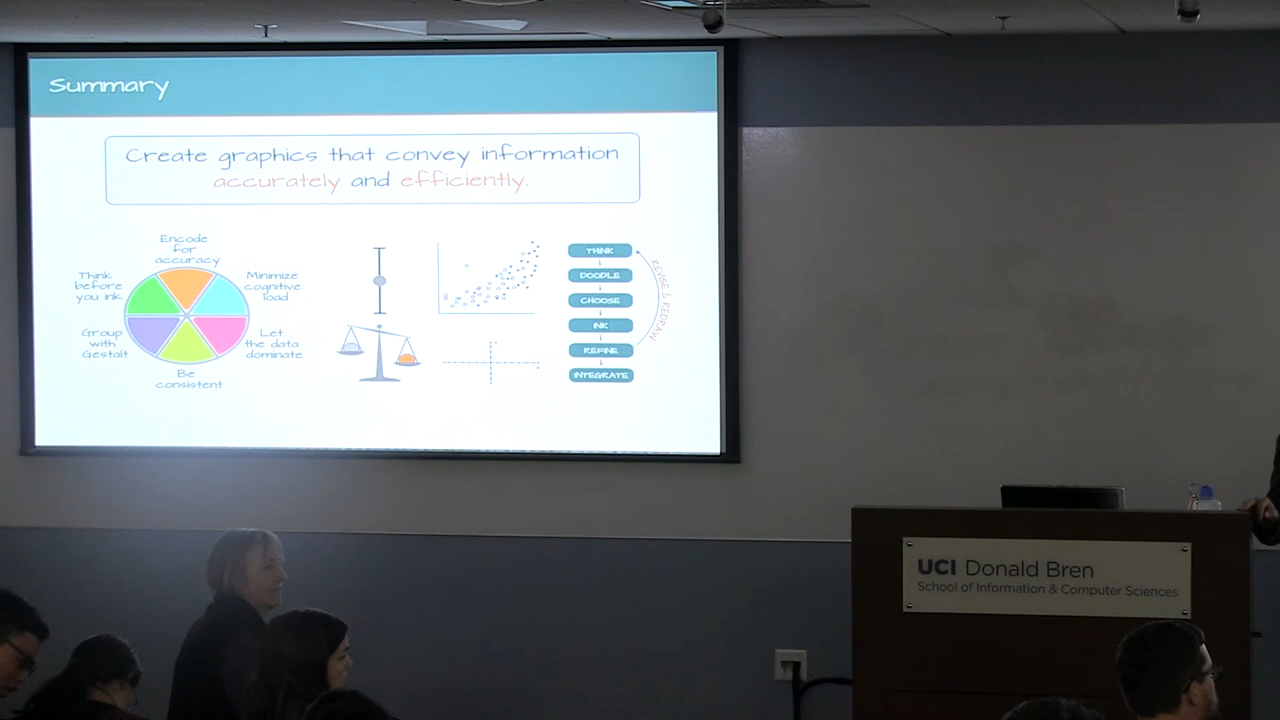 Summary
Create graphics that convey information
accurately and efficiently.
Encode
for
accuracy
Minimize
cognitive
load
Let
the data
dominate
Be
consistent
Group
with
Gestalt
Think
before
you ink
THINK
DOODLE
CHOOSE
INK
REFINE
INTEGRATE
REVISE & REDRAW
UCI Donald Bren
School of Information & Computer Sciences